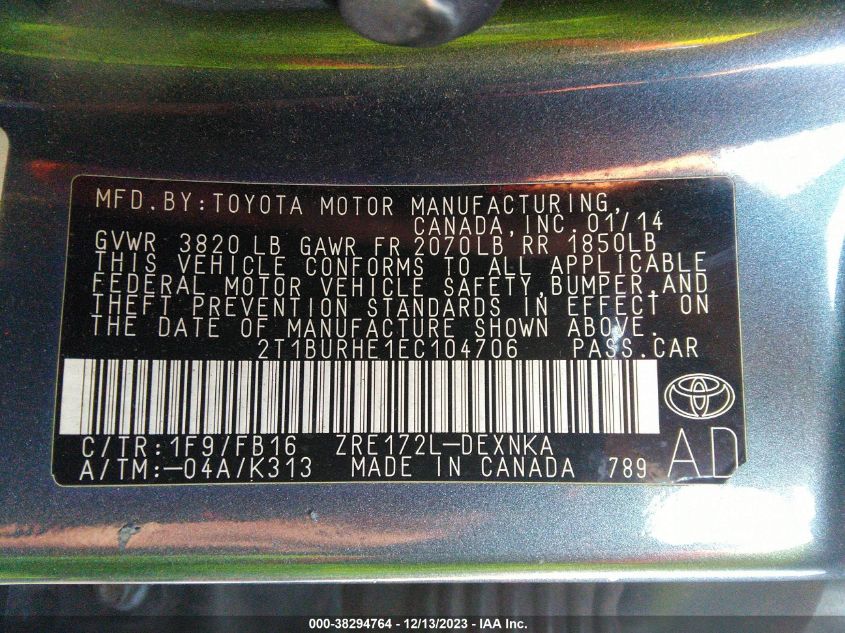 MFD.BY:TOYOTA MOTOR MANUFACTURING,
CANADA,INC.01/14
GVWR 3820 LB GAWR FR 2070LB,RR 1850LB
THIS VEHICLE CONFORMS TO ALL APPLICABLE
FEDERAL MOTOR VEHICLE SAFETY,BUMPER,AND
THEFT PREVENTION STANDARDS IN EFFECT ON
THE DATE OF MANUFACTURE SHOWN ABOVE.
2T1BURHE1EC104706 PASS.CAR
C/TR:1F9/FB16 ZRE172L-DEXNKA
A/TM:-04A/K313 MADE IN CANADA 789 AD
000-38294764 - 12/13/2023 - IAA Inc.